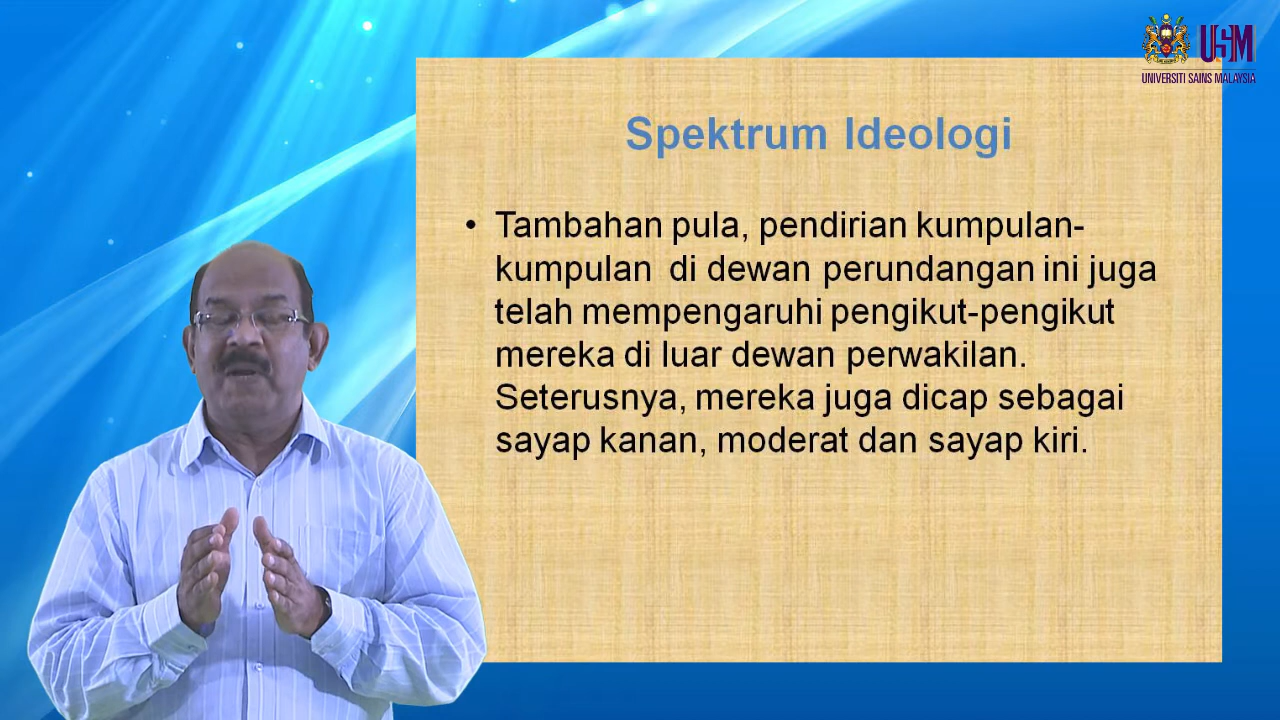 USM
UNIVERSITI SAINS MALAYSIA
Spektrum Ideologi
• Tambahan pula, pendirian kumpulan-
kumpulan di dewan perundangan ini juga
telah mempengaruhi pengikut-pengikut
mereka di luar dewan perwakilan.
Seterusnya, mereka juga dicap sebagai
sayap kanan, moderat dan sayap kiri.